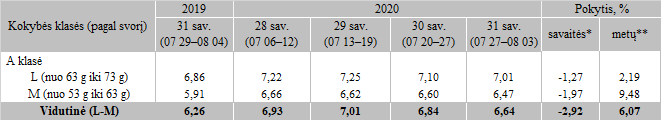 Kokybės klasės (pagal svorį) 2019 2020 Pokytis, %
31 sav. (07 29–08 04) 28 sav. (07 06–12) 29 sav. (07 13–19) 30 sav. (07 20–27) 31 sav. (07 27–08 03) savaitės* metų**
A klasė
L (nuo 63 g iki 73 g) 6,86 7,22 7,25 7,10 7,01 -1,27 2,19
M (nuo 53 g iki 63 g) 5,91 6,66 6,62 6,60 6,47 -1,97 9,48
Vidutinė (L-M) 6,26 6,93 7,01 6,84 6,64 -2,92 6,07